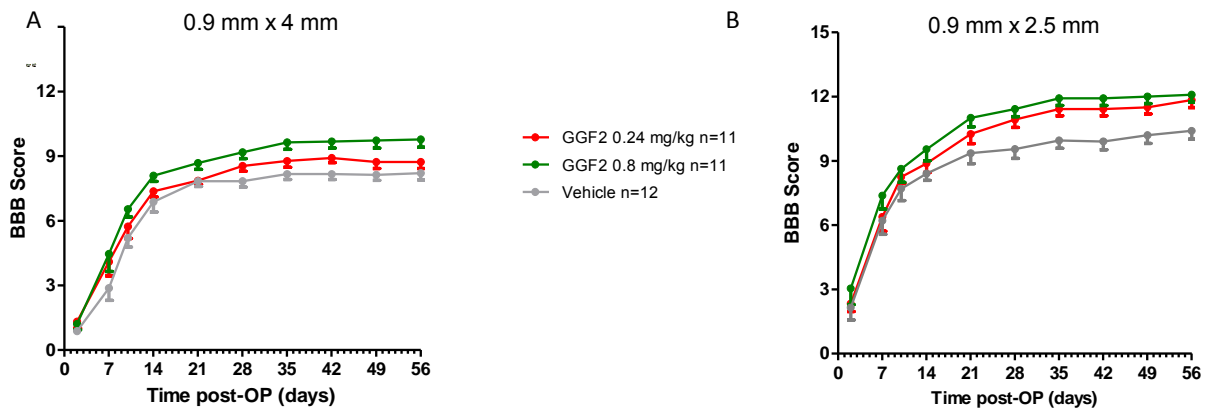 A
0.9 mm x 4 mm
BBB Score
12
9
6
3
0
0 7 14 21 28 35 42 49 56
Time post-OP (days)
GGF2 0.24 mg/kg n=11
GGF2 0.8 mg/kg n=11
Vehicle n=12
B
0.9 mm x 2.5 mm
BBB Score
15
12
9
6
3
0
0 7 14 21 28 35 42 49 56
Time post-OP (days)